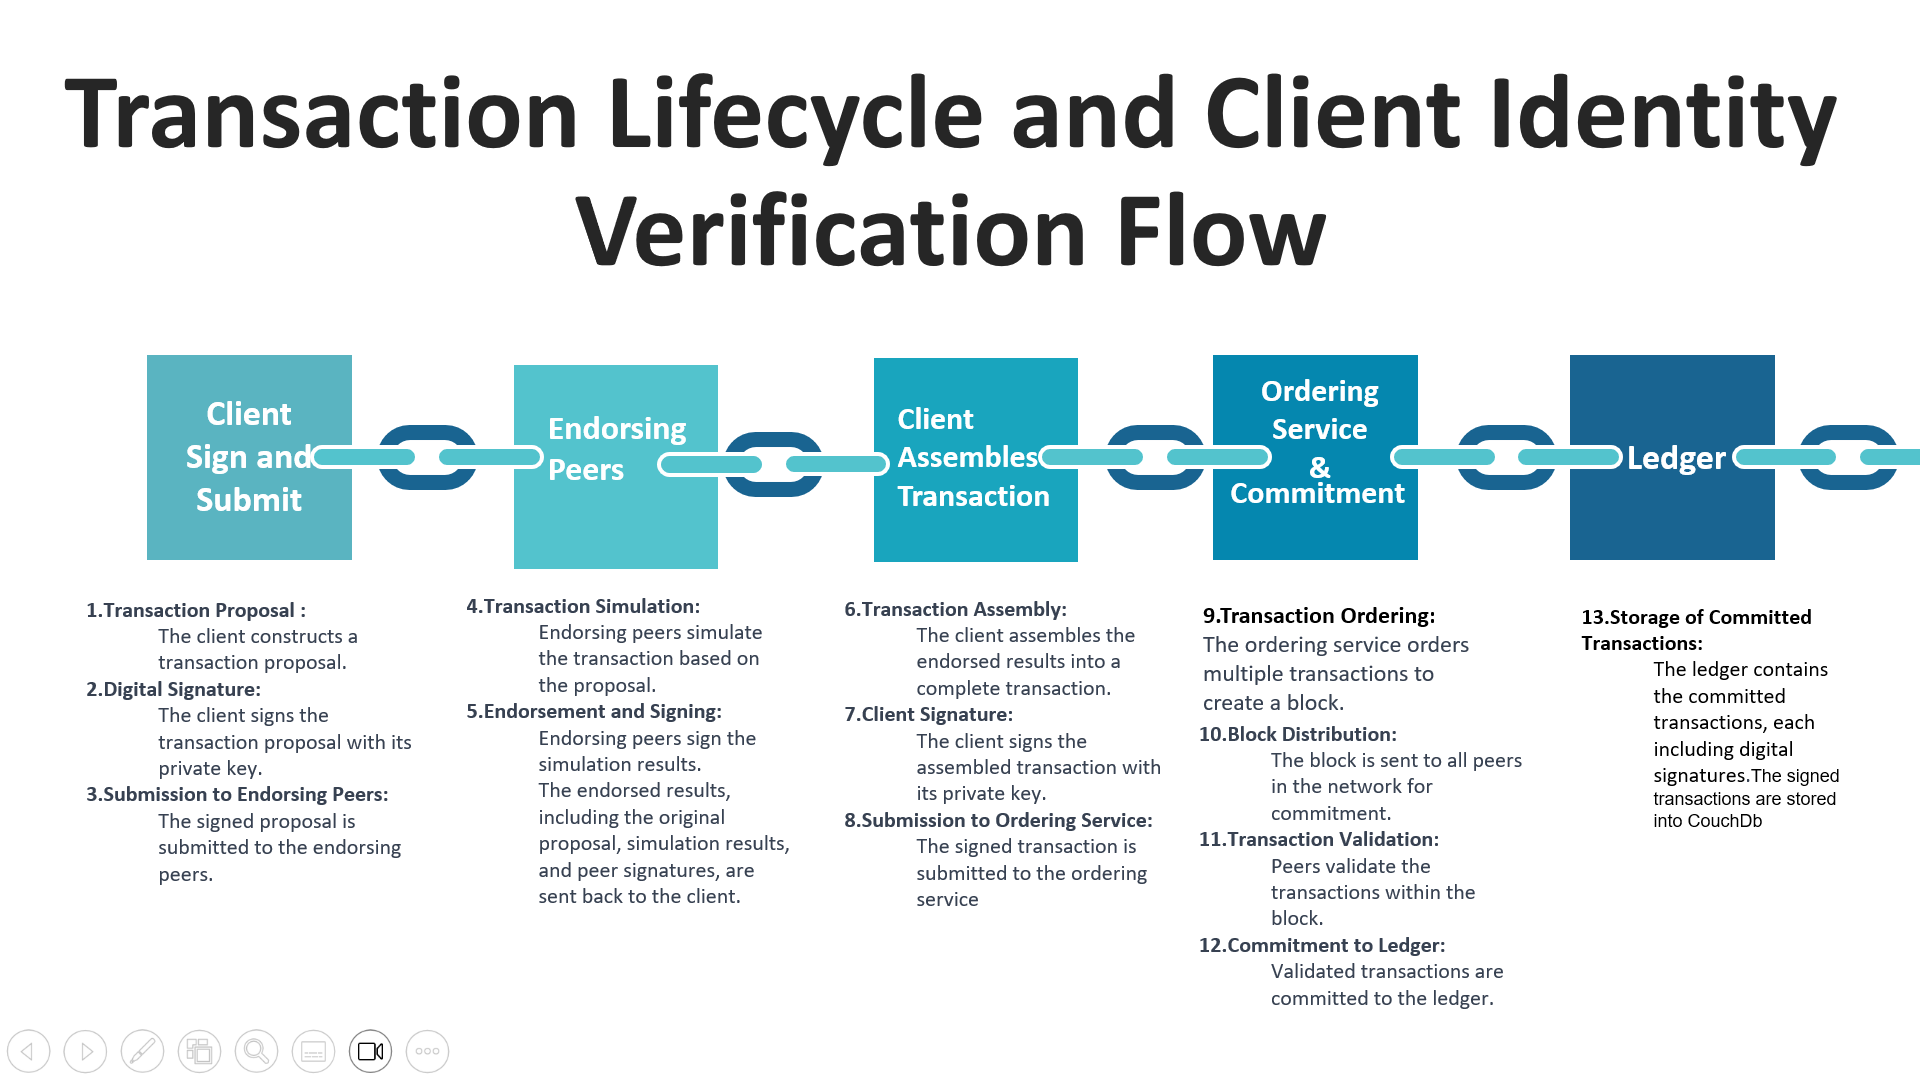 Transaction Lifecycle and Client Identity
Verification Flow
Client
Sign and
Submit
Endorsing
Peers
Client
Assembles
Transaction
Ordering
Service
&
Commitment
Ledger
1.Transaction Proposal :
The client constructs a
transaction proposal.
2.Digital Signature:
The client signs the
transaction proposal with its
private key.
3.Submission to Endorsing Peers:
The signed proposal is
submitted to the endorsing
peers.
4.Transaction Simulation:
Endorsing peers simulate
the transaction based on
the proposal.
5.Endorsement and Signing:
Endorsing peers sign the
simulation results.
The endorsed results,
including the original
proposal, simulation results,
and peer signatures, are
sent back to the client.
6.Transaction Assembly:
The client assembles the
endorsed results into a
complete transaction.
7.Client Signature:
The client signs the
assembled transaction with
its private key.
8.Submission to Ordering Service:
The signed transaction is
submitted to the ordering
service
9.Transaction Ordering:
The ordering service orders
multiple transactions to
create a block.
10.Block Distribution:
The block is sent to all peers
in the network for
commitment.
11.Transaction Validation:
Peers validate the
transactions within the
block.
12.Commitment to Ledger:
Validated transactions are
committed to the ledger.
13.Storage of Committed
Transactions:
The ledger contains
the committed
transactions, each
including digital
signatures.The signed
transactions are stored
into CouchDb